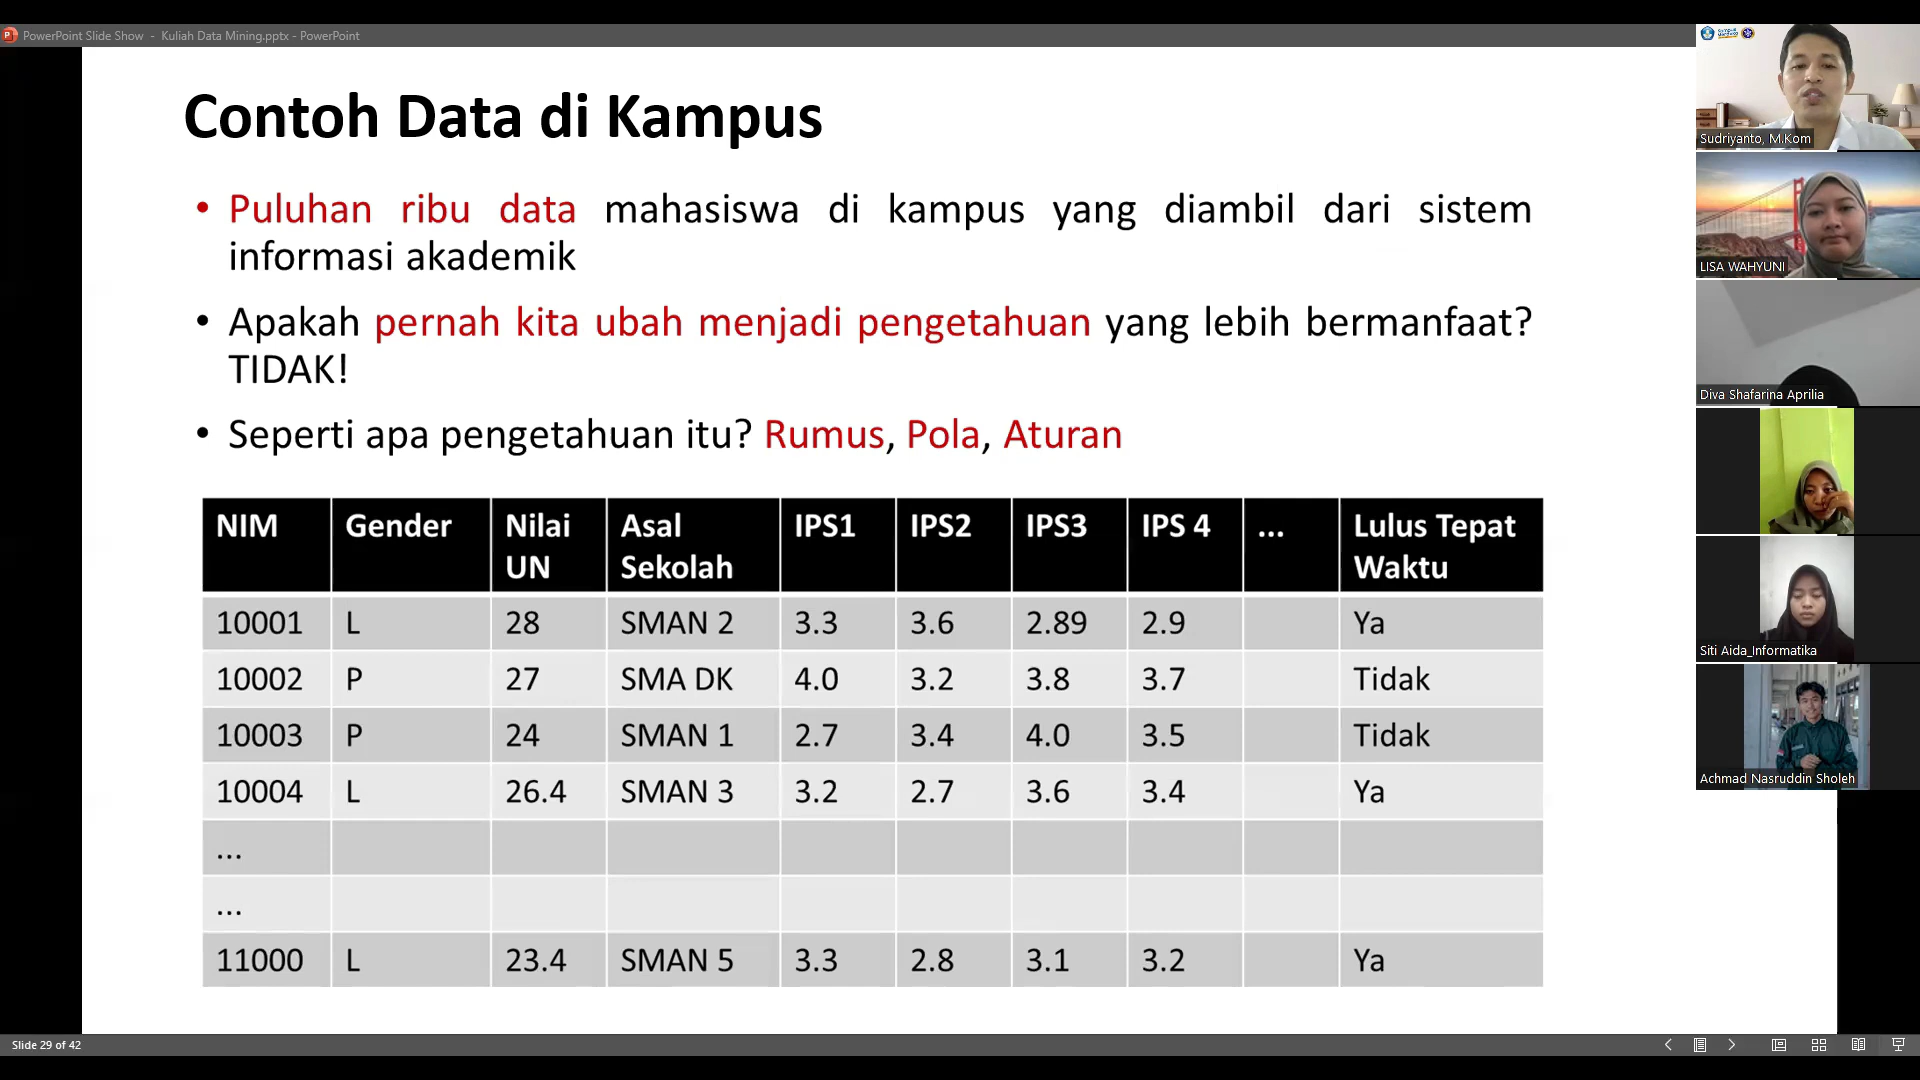 PowerPoint Slide Show - Kuliah Data Mining.pptx - PowerPoint
Contoh Data di Kampus
• Puluhan ribu data mahasiswa di kampus yang diambil dari sistem
informasi akademik
• Apakah pernah kita ubah menjadi pengetahuan yang lebih bermanfaat?
TIDAK!
• Seperti apa pengetahuan itu? Rumus, Pola, Aturan
NIM Gender Nilai UN Asal Sekolah IPS1 IPS2 IPS3 IPS 4 ... Lulus Tepat Waktu
10001 L 28 SMAN 2 3.3 3.6 2.89 2.9 Ya
10002 P 27 SMA DK 4.0 3.2 3.8 3.7 Tidak
10003 P 24 SMAN 1 2.7 3.4 4.0 3.5 Tidak
10004 L 26.4 SMAN 3 3.2 2.7 3.6 3.4 Ya
...
...
11000 L 23.4 SMAN 5 3.3 2.8 3.1 3.2 Ya
Slide 29 of 42
Sudriyanto, M.Kom
LISA WAHYUNI
Diva Shafarina Aprilia
Siti Aida_Informatika
Achmad Nasruddin Sholeh